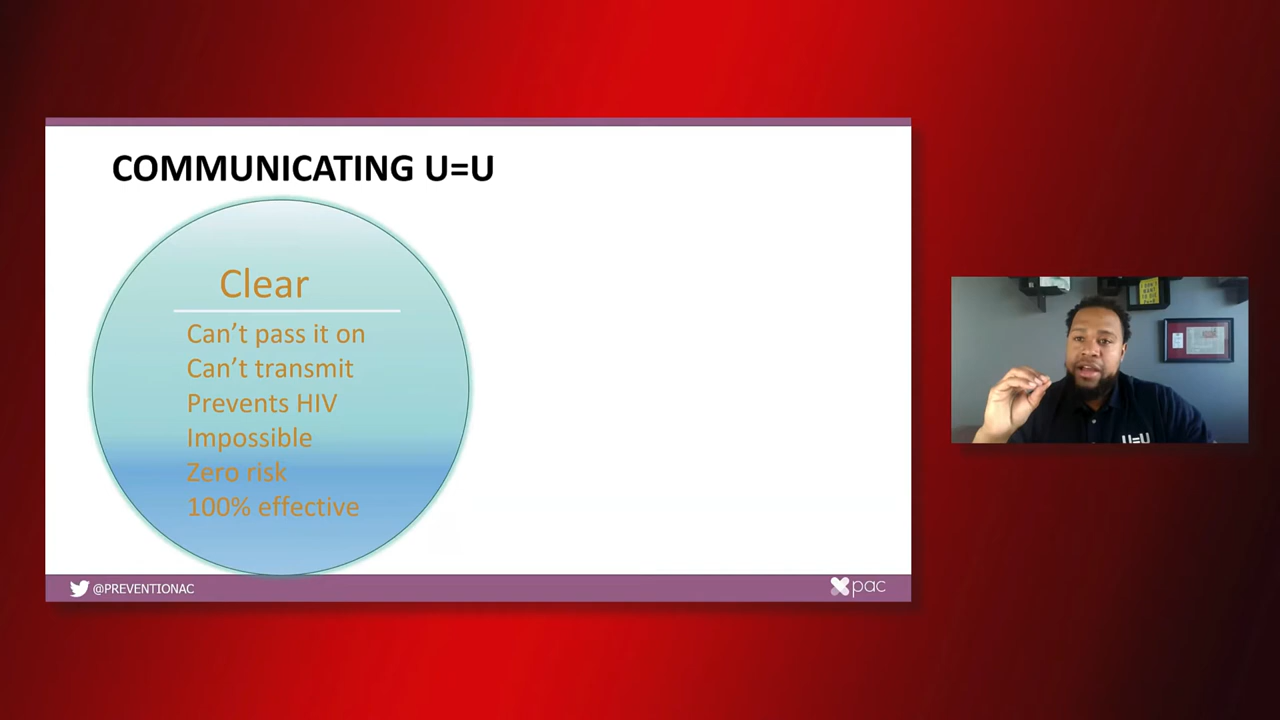 COMMUNICATING U=U
Clear
Can't pass it on
Can't transmit
Prevents HIV
Impossible
Zero risk
100% effective
@PREVENTIONAC
pac
U=U